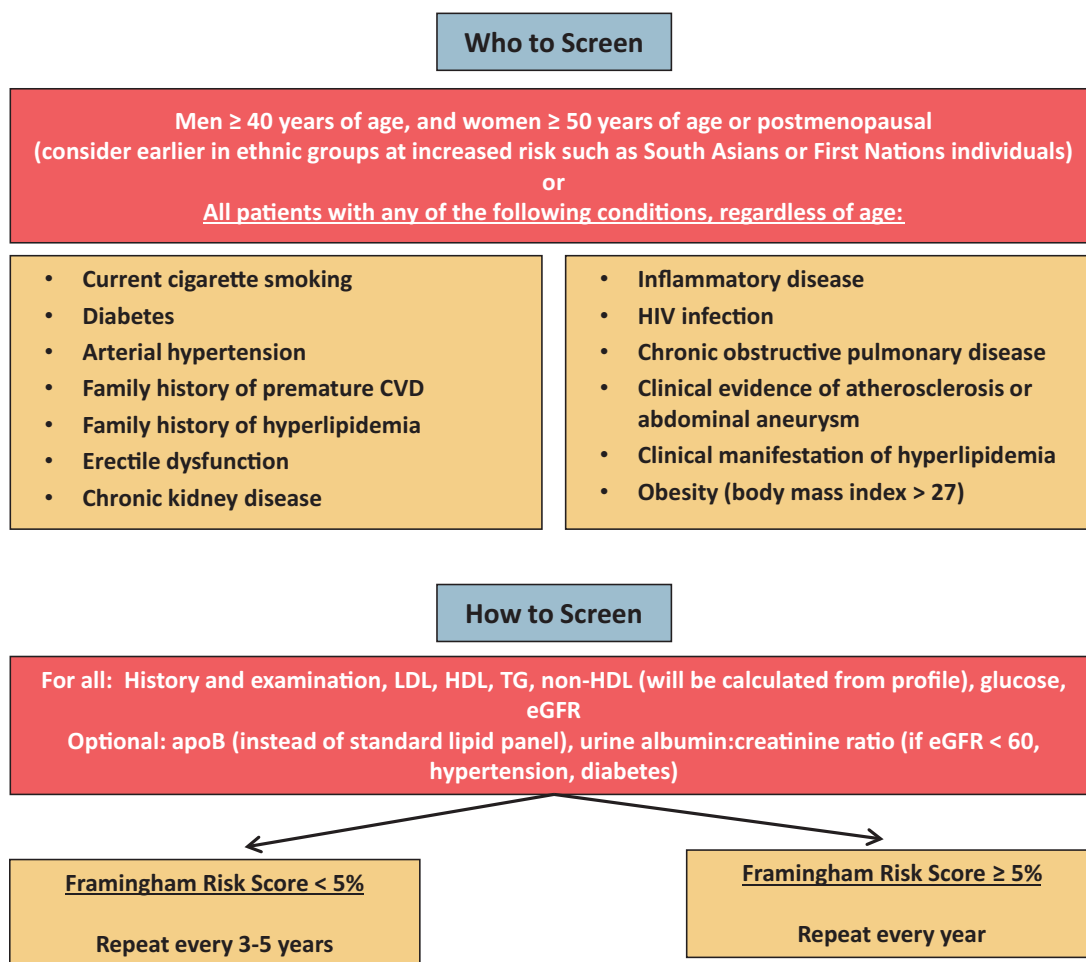 Who to Screen
Men ≥ 40 years of age, and women ≥ 50 years of age or postmenopausal
(consider earlier in ethnic groups at increased risk such as South Asians or First Nations individuals)
or
All patients with any of the following conditions, regardless of age:
• Current cigarette smoking
• Diabetes
• Arterial hypertension
• Family history of premature CVD
• Family history of hyperlipidemia
• Erectile dysfunction
• Chronic kidney disease
• Inflammatory disease
• HIV infection
• Chronic obstructive pulmonary disease
• Clinical evidence of atherosclerosis or
abdominal aneurysm
• Clinical manifestation of hyperlipidemia
• Obesity (body mass index > 27)
How to Screen
For all: History and examination, LDL, HDL, TG, non-HDL (will be calculated from profile), glucose,
eGFR
Optional: apoB (instead of standard lipid panel), urine albumin:creatinine ratio (if eGFR < 60,
hypertension, diabetes)
Framingham Risk Score < 5%
Repeat every 3-5 years
Framingham Risk Score ≥ 5%
Repeat every year